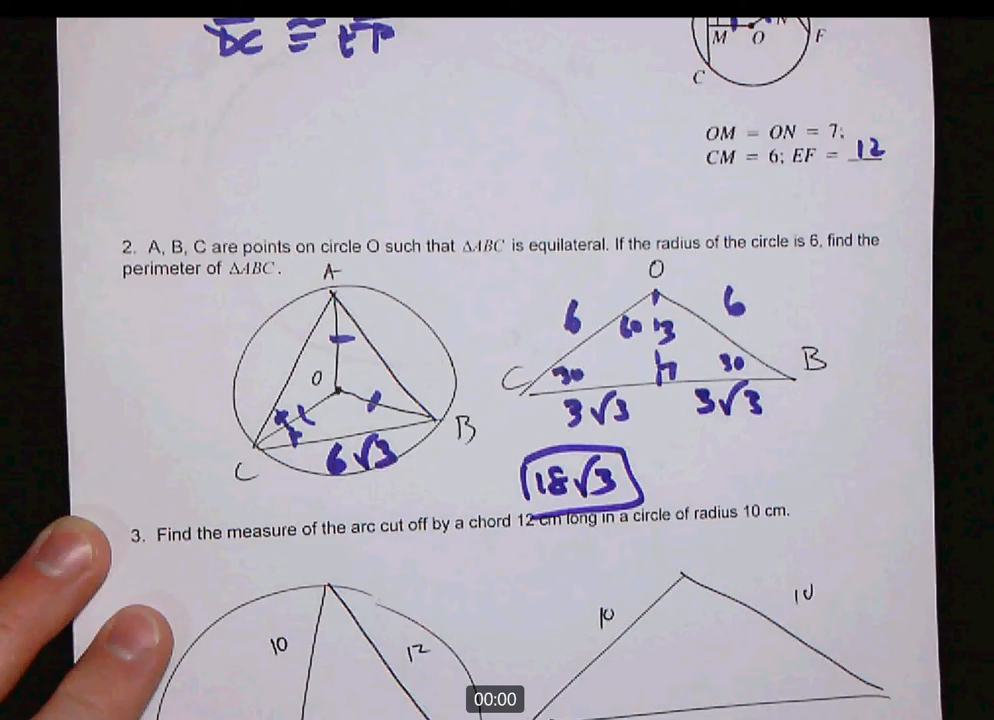 DC ≅ EF
M O N F
C
OM = ON = 7;
CM = 6; EF = 12
2. A, B, C are points on circle O such that ΔABC is equilateral. If the radius of the circle is 6, find the
perimeter of ΔABC.
A
O
B
C
6√3
O
6 6
60 3
C 30 30 B
3√3 3√3
18√3
3. Find the measure of the arc cut off by a chord 12 cm long in a circle of radius 10 cm.
10 12
10 10
00:00